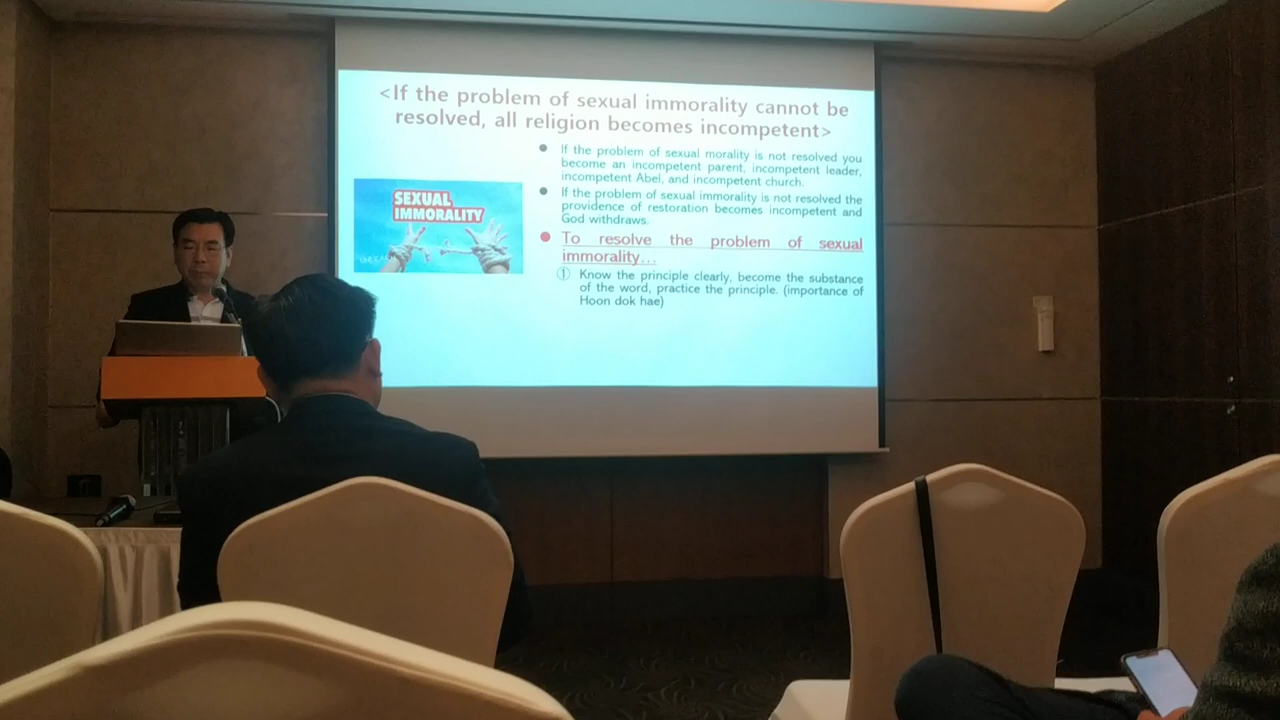 <If the problem of sexual immorality cannot be
resolved, all religion becomes incompetent>
SEXUAL
IMMORALITY
● If the problem of sexual morality is not resolved you
become an incompetent parent, incompetent leader,
incompetent Abel, and incompetent church.
● If the problem of sexual immorality is not resolved the
providence of restoration becomes incompetent and
God withdraws.
● To resolve the problem of sexual
immorality...
① Know the principle clearly, become the substance
of the word, practice the principle. (importance of
Hoon dok hae)